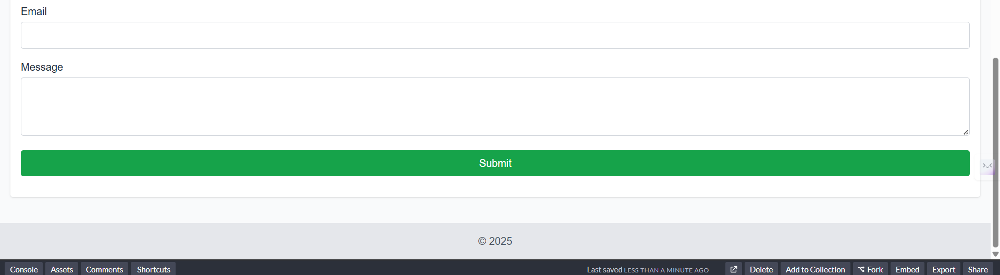 Email
Message
Submit
© 2025
Console Assets Comments Shortcuts Last saved LESS THAN A MINUTE AGO Delete Add to Collection Fork Embed Export Share